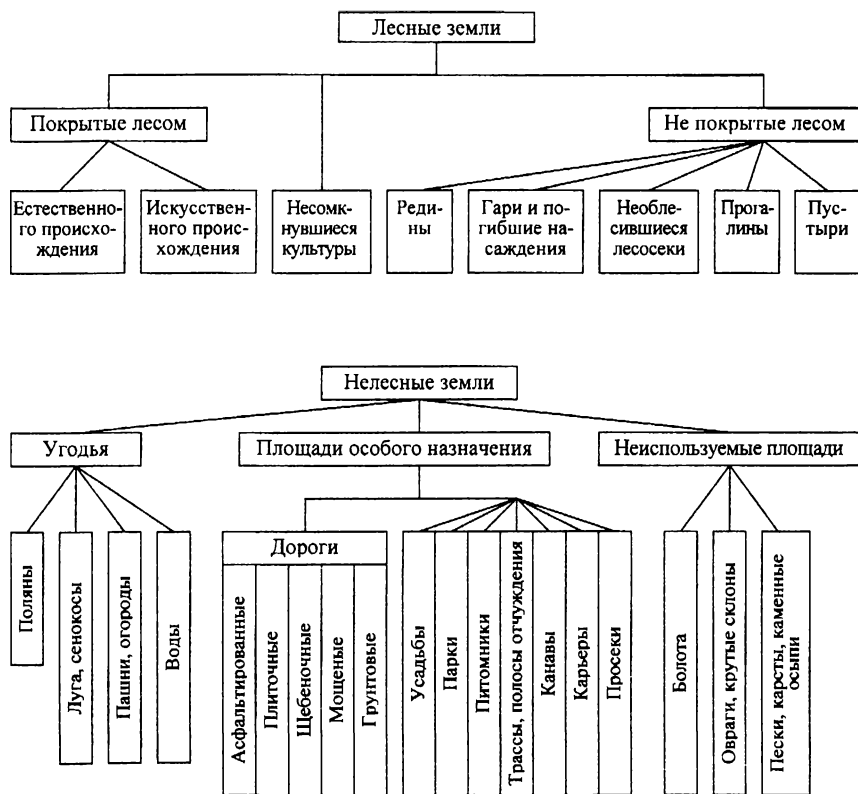 Лесные земли
Покрытые лесом
Не покрытые лесом
Естественно-
го происхо-
ждения
Искусствен-
ного проис-
хождения
Несомк-
нувшиеся
культуры
Реди-
ны
Гари и по-
гибшие на-
саждения
Необле-
сившиеся
лесосеки
Прога-
лины
Пус-
тыри
Нелесные земли
Угодья
Площади особого назначения
Неиспользуемые площади
Поляны
Луга, сенокосы
Пашни, огороды
Воды
Дороги
Асфальтированные
Плиточные
Щебеночные
Мощеные
Грунтовые
Усадьбы
Парки
Питомники
Трассы, полосы отчуждения
Канавы
Карьеры
Просеки
Болота
Овраги, крутые склоны
Пески, карсты, каменные
осыпи